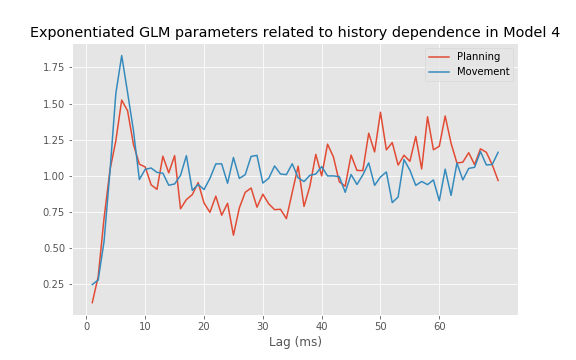 Exponentiated GLM parameters related to history dependence in Model 4
Planning
Movement
1.75
1.50
1.25
1.00
0.75
0.50
0.25
0 10 20 30 40 50 60
Lag (ms)